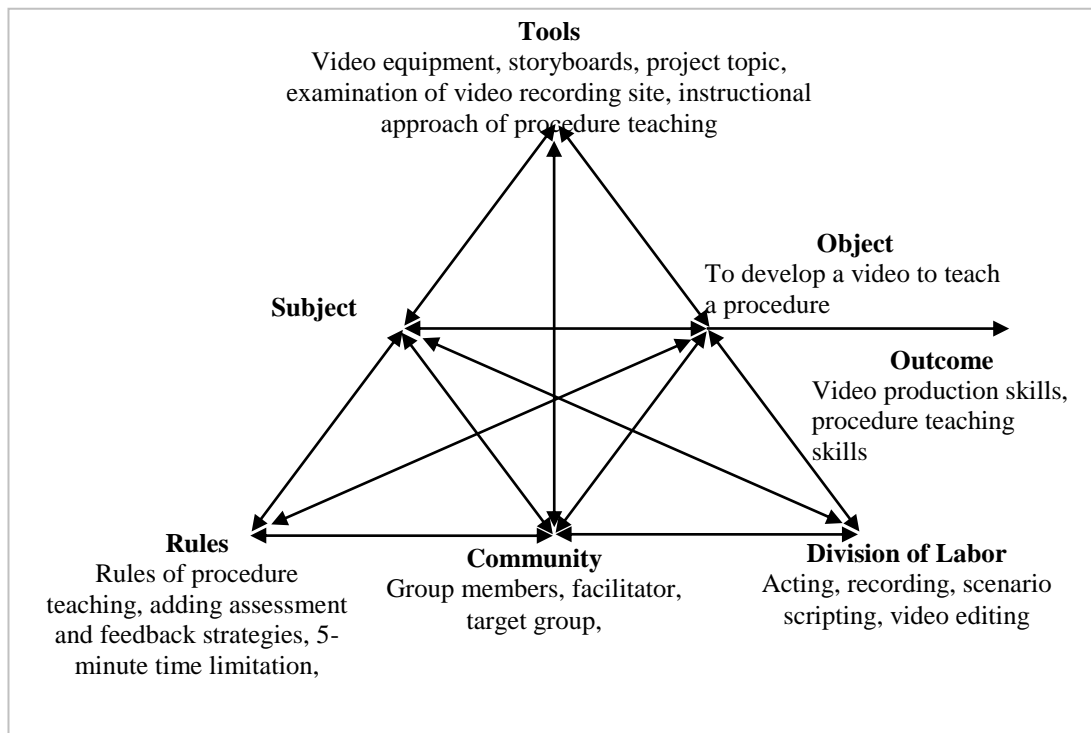 Tools
Video equipment, storyboards, project topic,
examination of video recording site, instructional
approach of procedure teaching
Object
To develop a video to teach
a procedure
Subject
Outcome
Video production skills,
procedure teaching
skills
Rules
Rules of procedure
teaching, adding assessment
and feedback strategies, 5-
minute time limitation,
Community
Group members, facilitator,
target group,
Division of Labor
Acting, recording, scenario
scripting, video editing